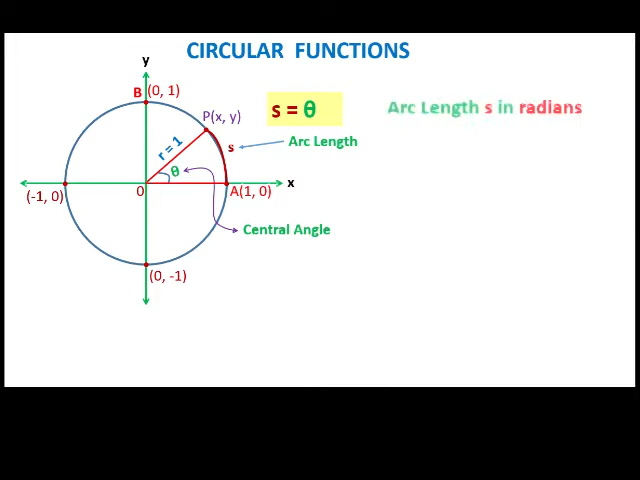 CIRCULAR FUNCTIONS
y
B (0, 1)
P(x, y)
s = θ
Arc Length s in radians
r = 1
s
Arc Length
θ
x
(-1, 0)
0
A(1, 0)
Central Angle
(0, -1)